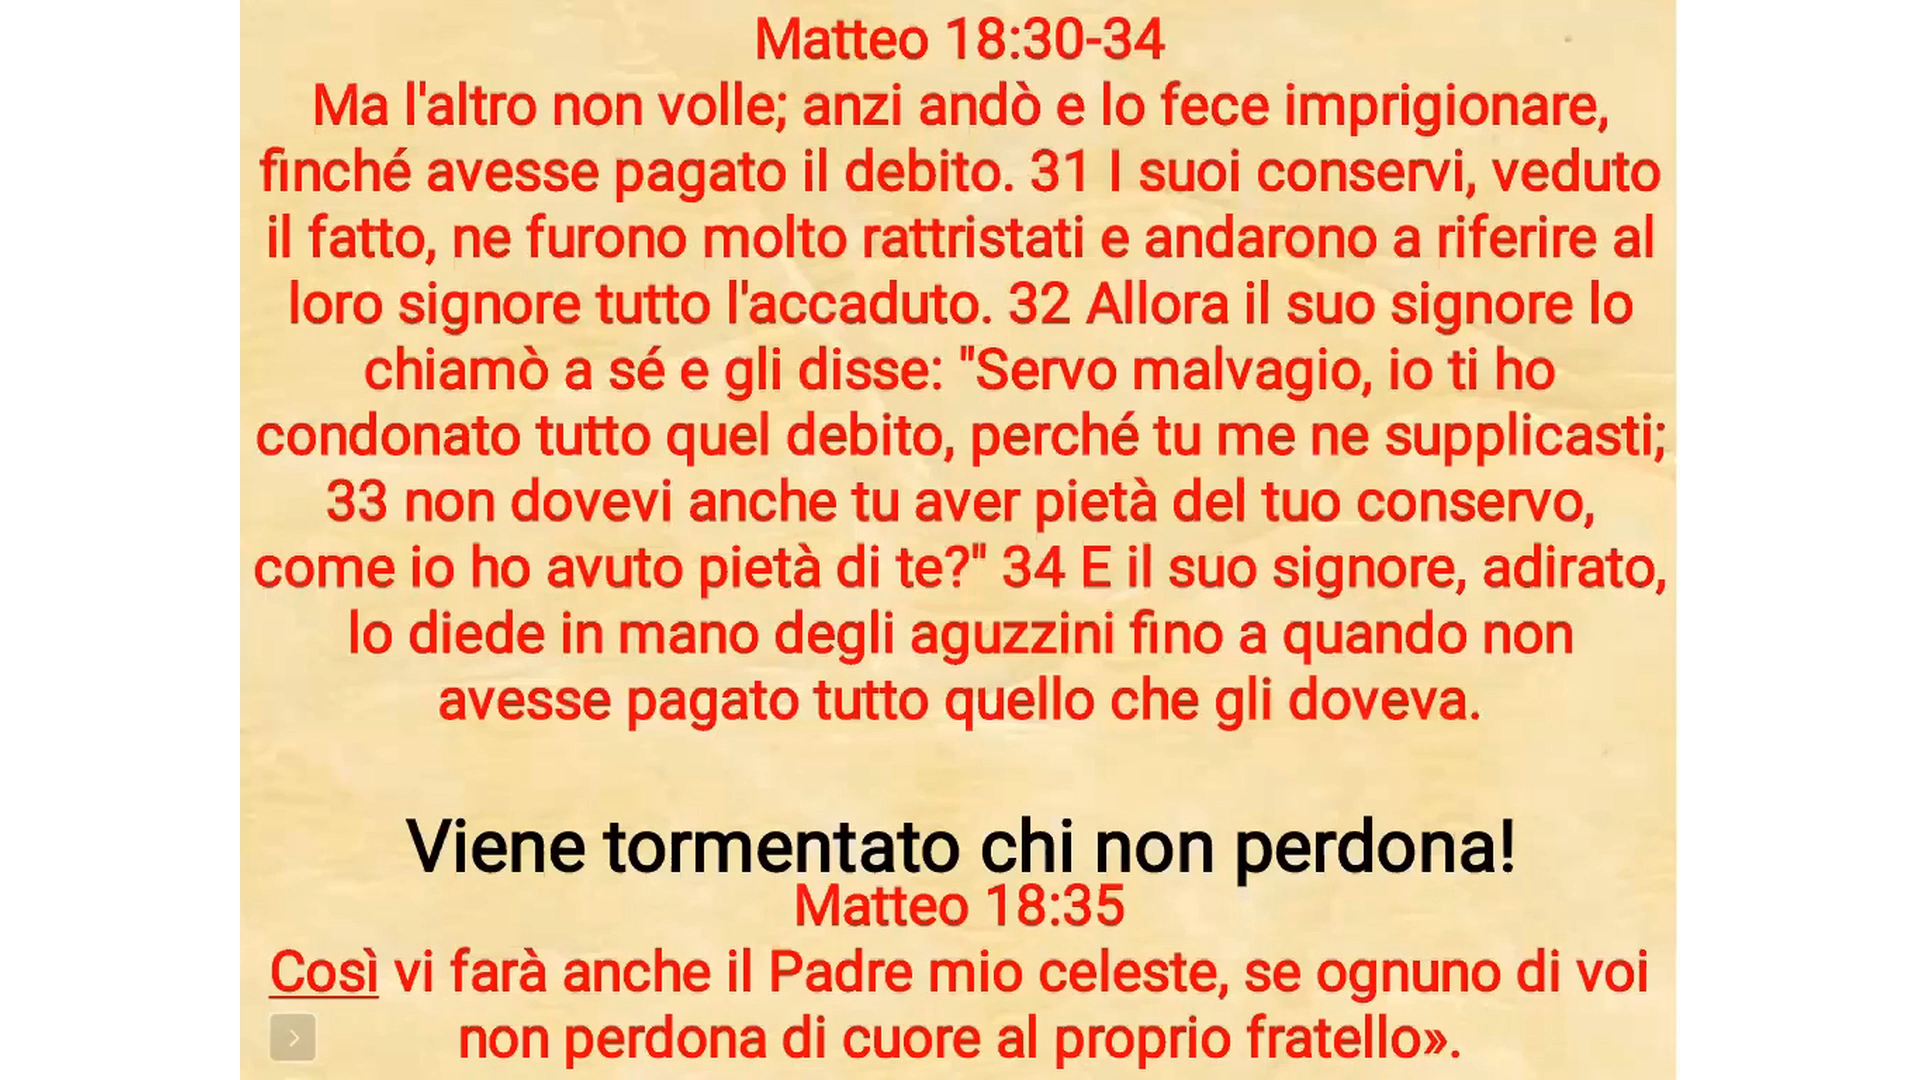 Matteo 18:30-34
Ma l'altro non volle; anzi andò e lo fece imprigionare,
finché avesse pagato il debito. 31 I suoi conservi, veduto
il fatto, ne furono molto rattristati e andarono a riferire al
loro signore tutto l'accaduto. 32 Allora il suo signore lo
chiamò a sé e gli disse: "Servo malvagio, io ti ho
condonato tutto quel debito, perché tu me ne supplicasti;
33 non dovevi anche tu aver pietà del tuo conservo,
come io ho avuto pietà di te?" 34 E il suo signore, adirato,
lo diede in mano degli aguzzini fino a quando non
avesse pagato tutto quello che gli doveva.
Viene tormentato chi non perdona!
Matteo 18:35
Così vi farà anche il Padre mio celeste, se ognuno di voi
non perdona di cuore al proprio fratello».